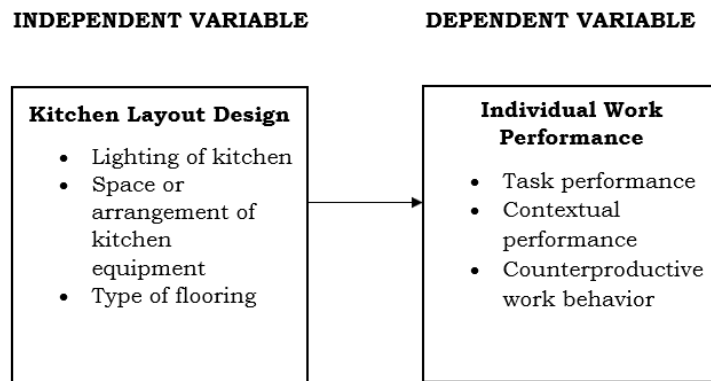 INDEPENDENT VARIABLE
DEPENDENT VARIABLE
Kitchen Layout Design
• Lighting of kitchen
• Space or
arrangement of
kitchen
equipment
• Type of flooring
Individual Work
Performance
• Task performance
• Contextual
performance
• Counterproductive
work behavior